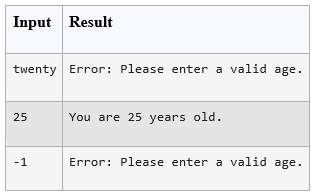 Input Result
twenty Error: Please enter a valid age.
25 You are 25 years old.
-1 Error: Please enter a valid age.